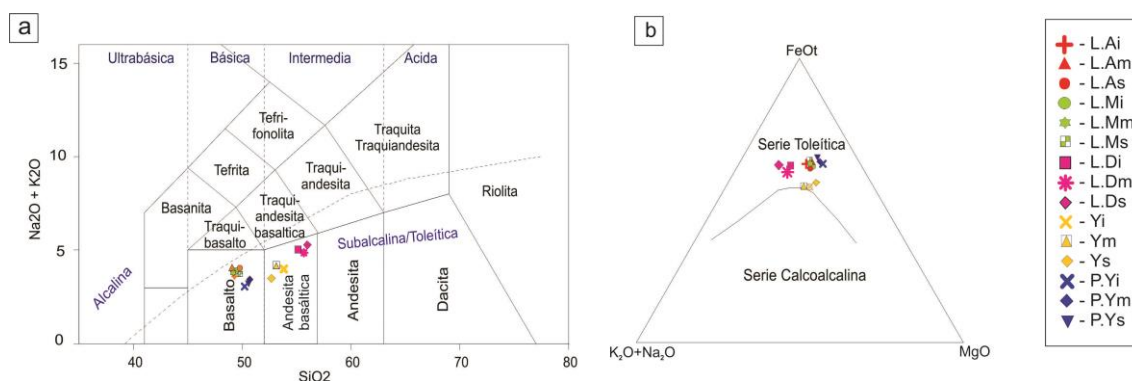 a
Ultrabásica Básica Intermedia Acida
Tefri-
fonolita
Traquita
Traquiandesita
Tefrita
Traqui-
andesita
Basanita
Traqui-
andesita
basaltica
Traqui-
basalto
Riolita
Subalcalina/Toleítica
Alcalina
Basalto
Andesita
basáltica
Andesita
Dacita
Na2O + K2O
15
10
5
0
40 50 60 70 80
SiO2
b
FeOt
Serie Toleítica
Serie Calcoalcalina
K₂O+Na₂O
MgO
- L.Ai
- L.Am
- L.As
- L.Mi
- L.Mm
- L.Ms
- L.Di
- L.Dm
- L.Ds
- Yi
- Ym
- Ys
- P.Yi
- P.Ym
- P.Ys